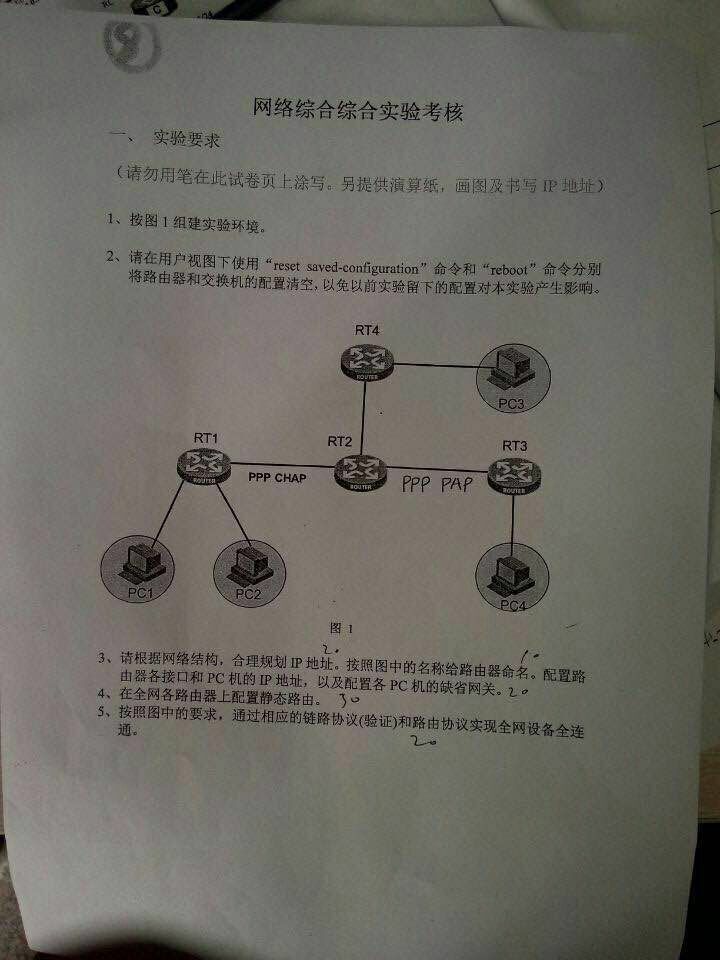 网络综合综合实验考核
一、 实验要求
(请勿用笔在此试卷页上涂写。另提供演算纸，画图及书写 IP 地址)
1、按图 1 组建实验环境。
2、请在用户视图下使用“reset saved-configuration”命令和“reboot”命令分别
将路由器和交换机的配置清空，以免以前实验留下的配置对本实验产生影响。
RT4
ROUTER
PC3
RT1
RT2
RT3
ROUTER
PPP CHAP
ROUTER
PPP PAP
ROUTER
PC1
PC2
PC4
图 1
20
10
3、请根据网络结构，合理规划 IP 地址。按照图中的名称给路由器命名。配置路
由器各接口和 PC 机的 IP 地址，以及配置各 PC 机的缺省网关。20
4、在全网各路由器上配置静态路由。 30
5、按照图中的要求，通过相应的链路协议(验证)和路由协议实现全网设备全连
通。
20